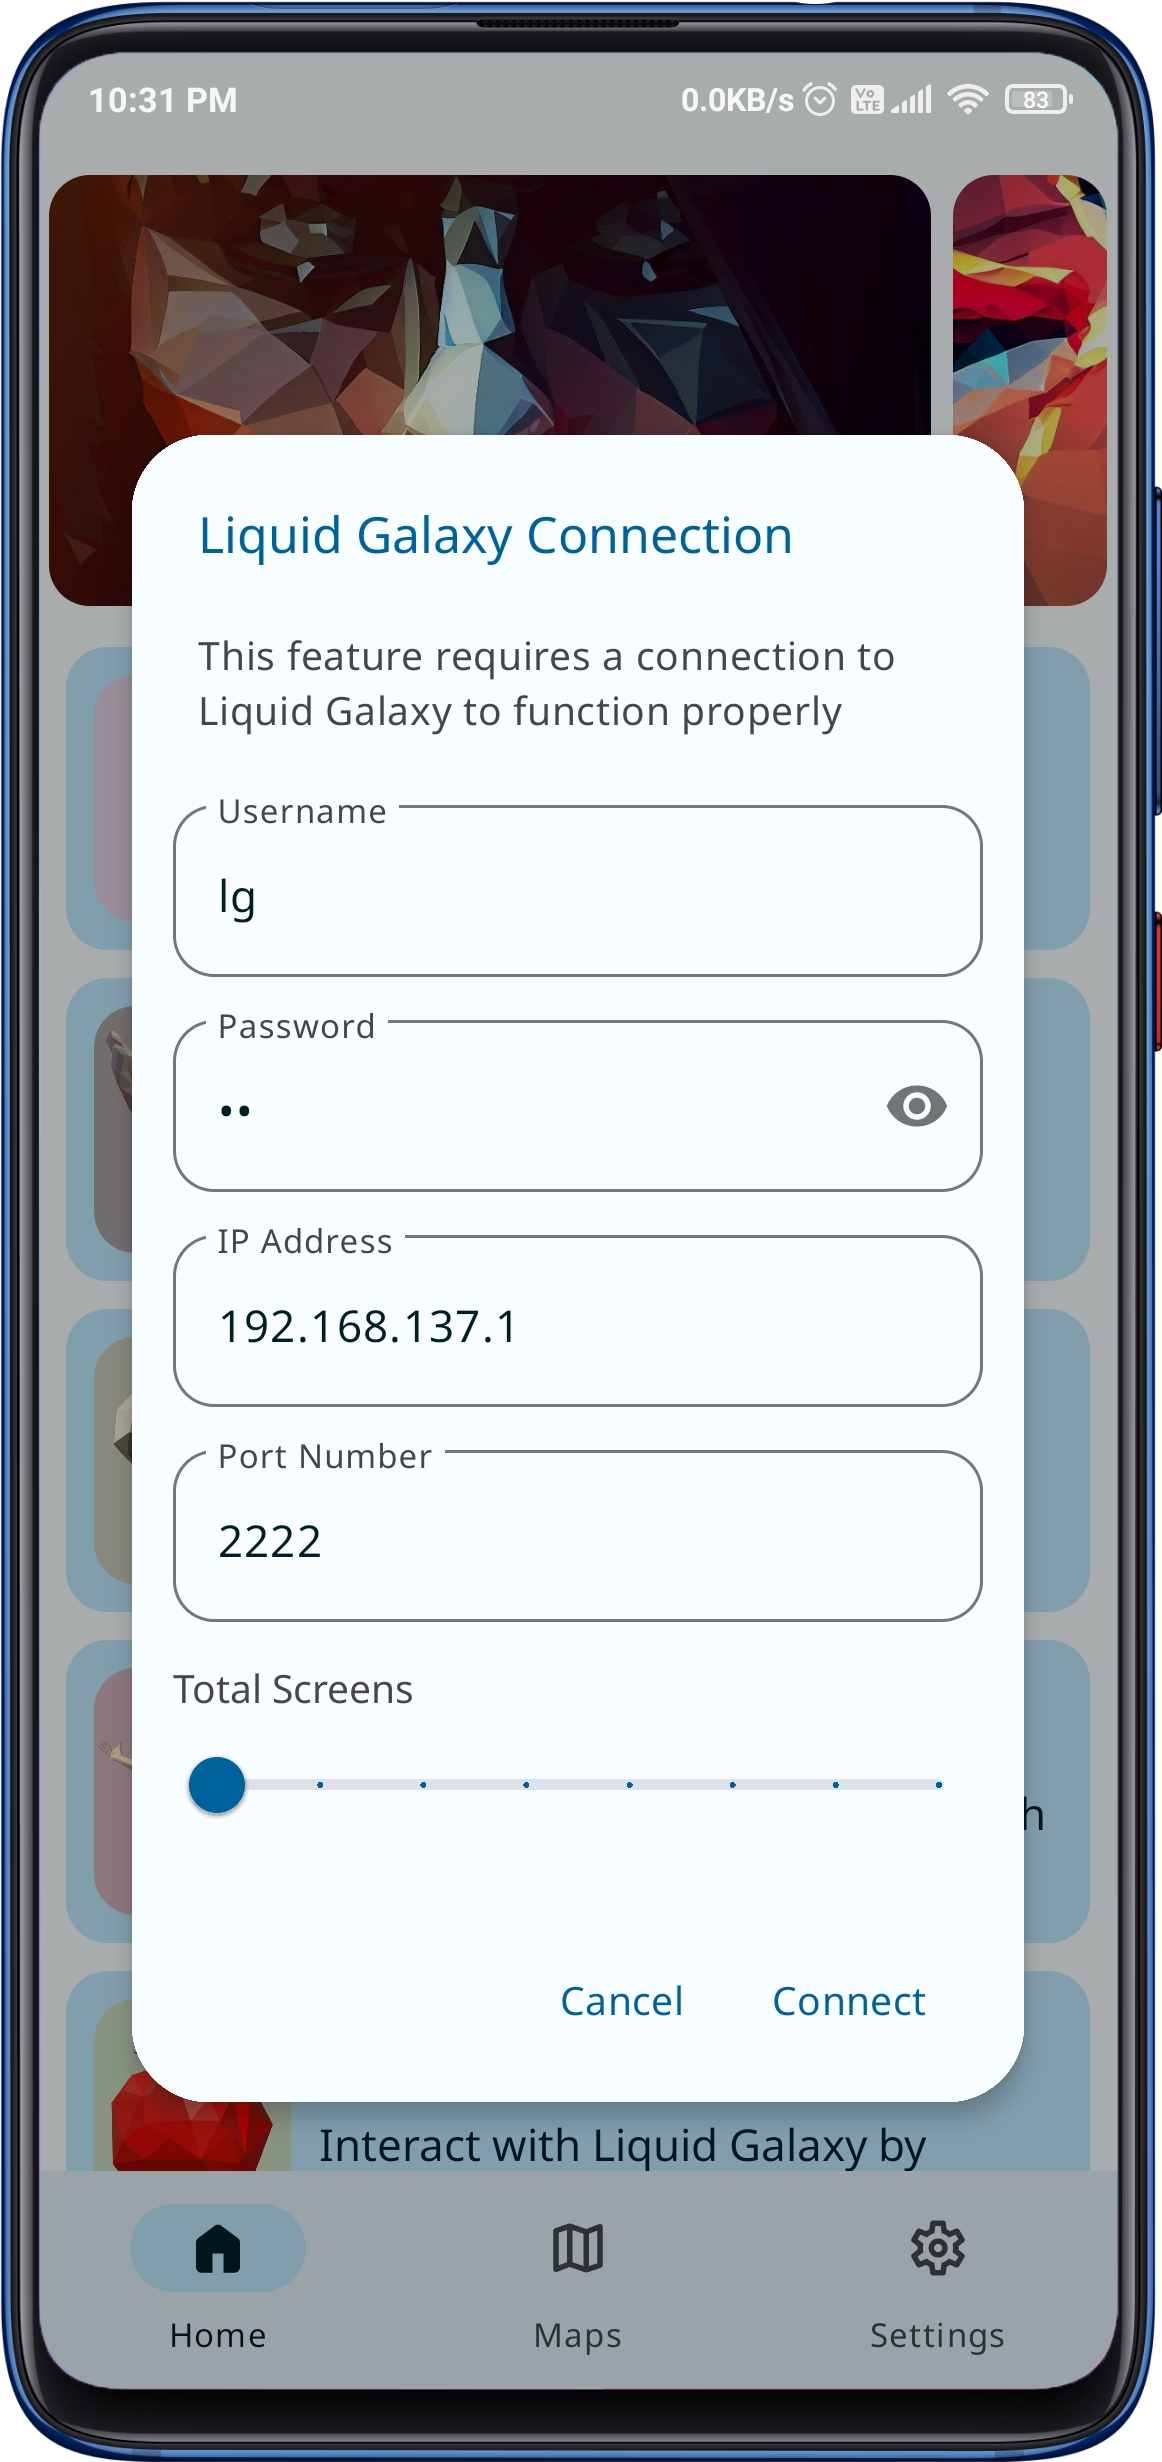 10:31 PM
0.0KB/s Vo LTE 83
Liquid Galaxy Connection
This feature requires a connection to
Liquid Galaxy to function properly
Username
lg
Password
••
IP Address
192.168.137.1
Port Number
2222
Total Screens
h
Cancel Connect
Interact with Liquid Galaxy by
Home Maps Settings